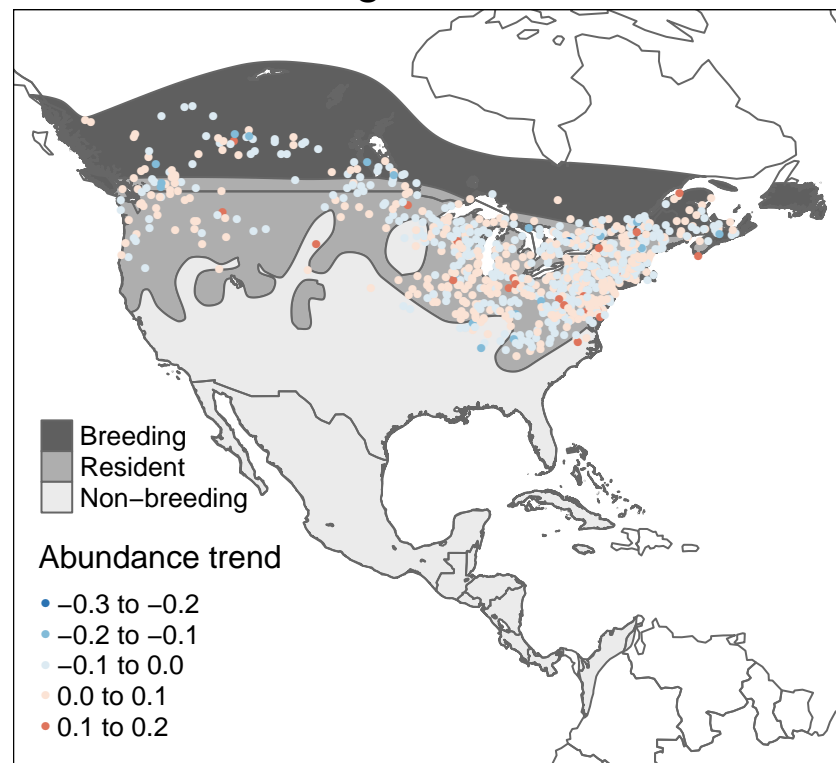 Breeding
Resident
Non−breeding
Abundance trend
−0.3 to −0.2
−0.2 to −0.1
−0.1 to 0.0
0.0 to 0.1
0.1 to 0.2